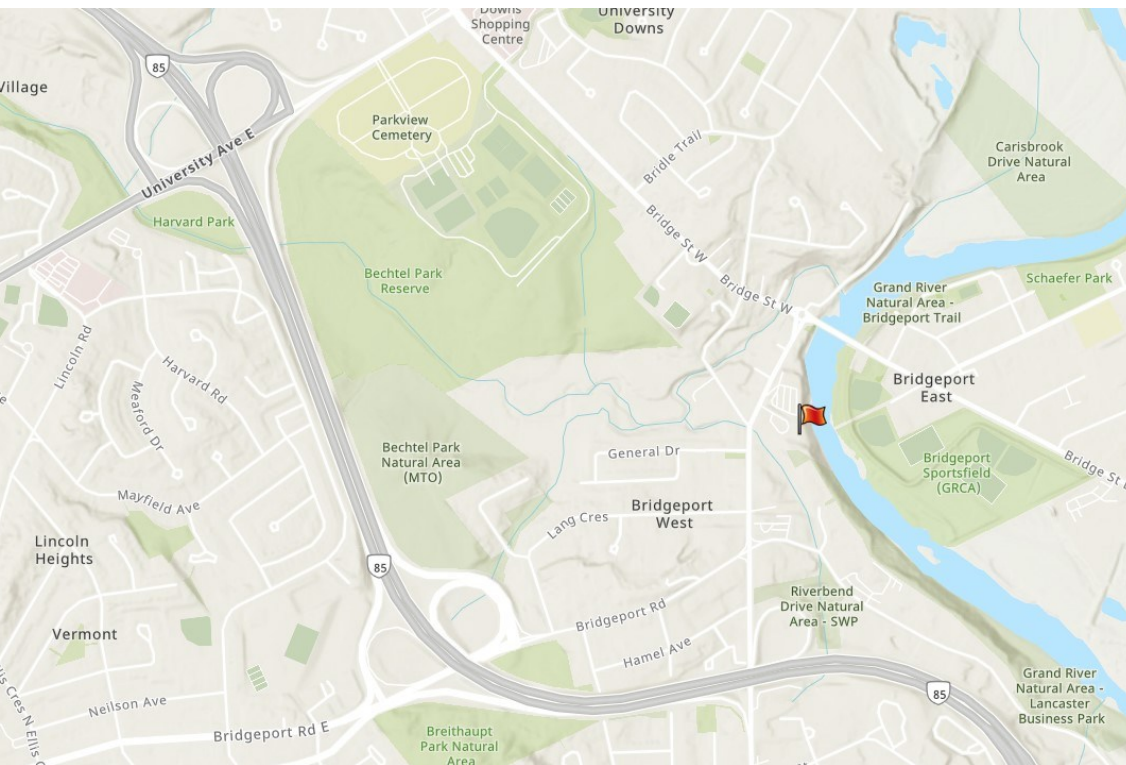 Downs
Shopping
Centre
University
Downs
85
Village
Parkview
Cemetery
University Ave E
Bridle Trail
Carisbrook
Drive Natural
Area
Harvard Park
Bridge St W
Bechtel Park
Reserve
Bridge St W
Grand River
Natural Area -
Bridgeport Trail
Schaefer Park
Lincoln Rd
Harvard Rd
Meaford Dr
Bridgeport
East
Bechtel Park
Natural Area
(MTO)
General Dr
Bridgeport
Sportsfield
(GRCA)
Bridge St
Mayfield Ave
Lang Cres
Bridgeport
West
Lincoln
Heights
85
Riverbend
Drive Natural
Area - SWP
Bridgeport Rd
Vermont
Hamel Ave
Grand River
Natural Area -
Lancaster
Business Park
85
Neilson Ave
Cres N Ellis
Bridgeport Rd E
Breithaupt
Park Natural
Area